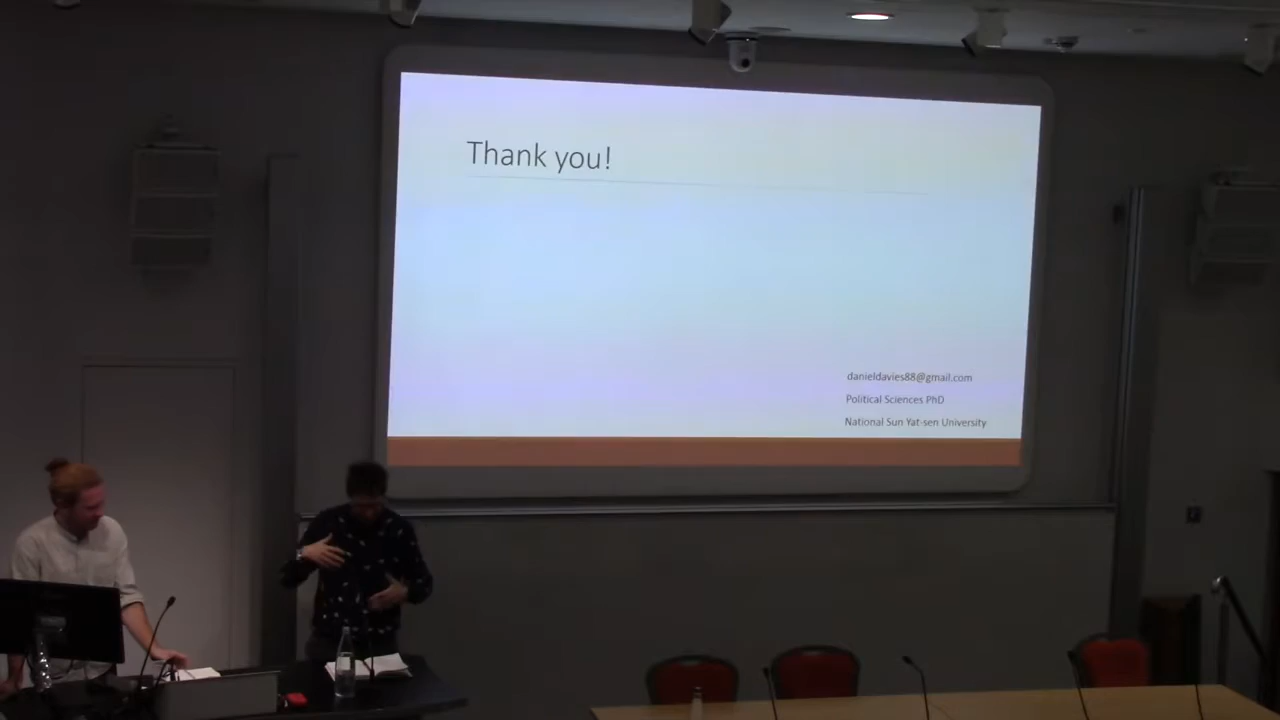 Thank you!
danieldavies88@gmail.com
Political Sciences PhD
National Sun Yat-sen University